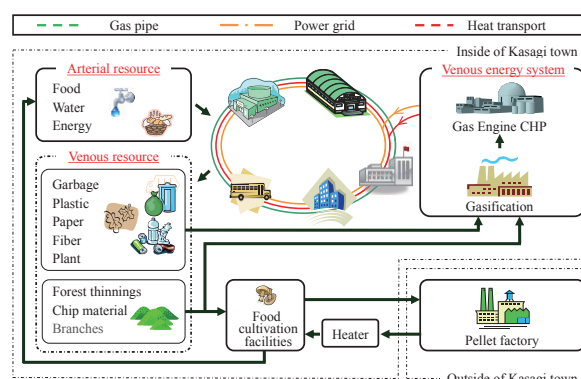 Gas pipe
Power grid
Heat transport
Inside of Kasagi town
Arterial resource
Food
Water
Energy
Venous energy system
Gas Engine CHP
Gasification
Venous resource
Garbage
Plastic
Paper
Fiber
Plant
Forest thinnings
Chip material
Branches
Food
cultivation
facilities
Heater
Pellet factory
Outside of Kasagi town